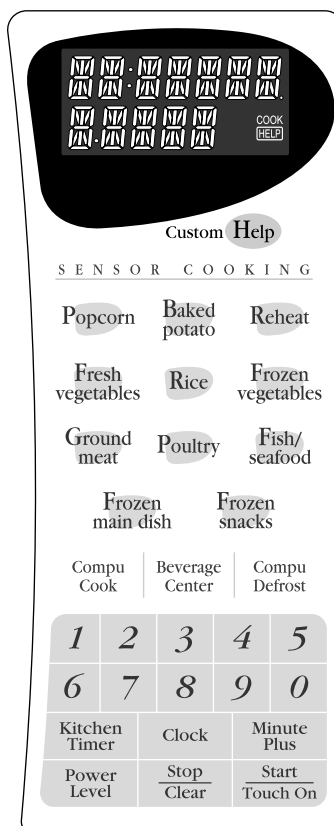 COOK
HELP
Custom Help
SENSOR COOKING
Popcorn Baked potato Reheat
Fresh vegetables Rice Frozen vegetables
Ground meat Poultry Fish/ seafood
Frozen main dish Frozen snacks
Compu Cook Beverage Center Compu Defrost
1 2 3 4 5
6 7 8 9 0
Kitchen Timer Clock Minute Plus
Power Level Stop Clear Start Touch On